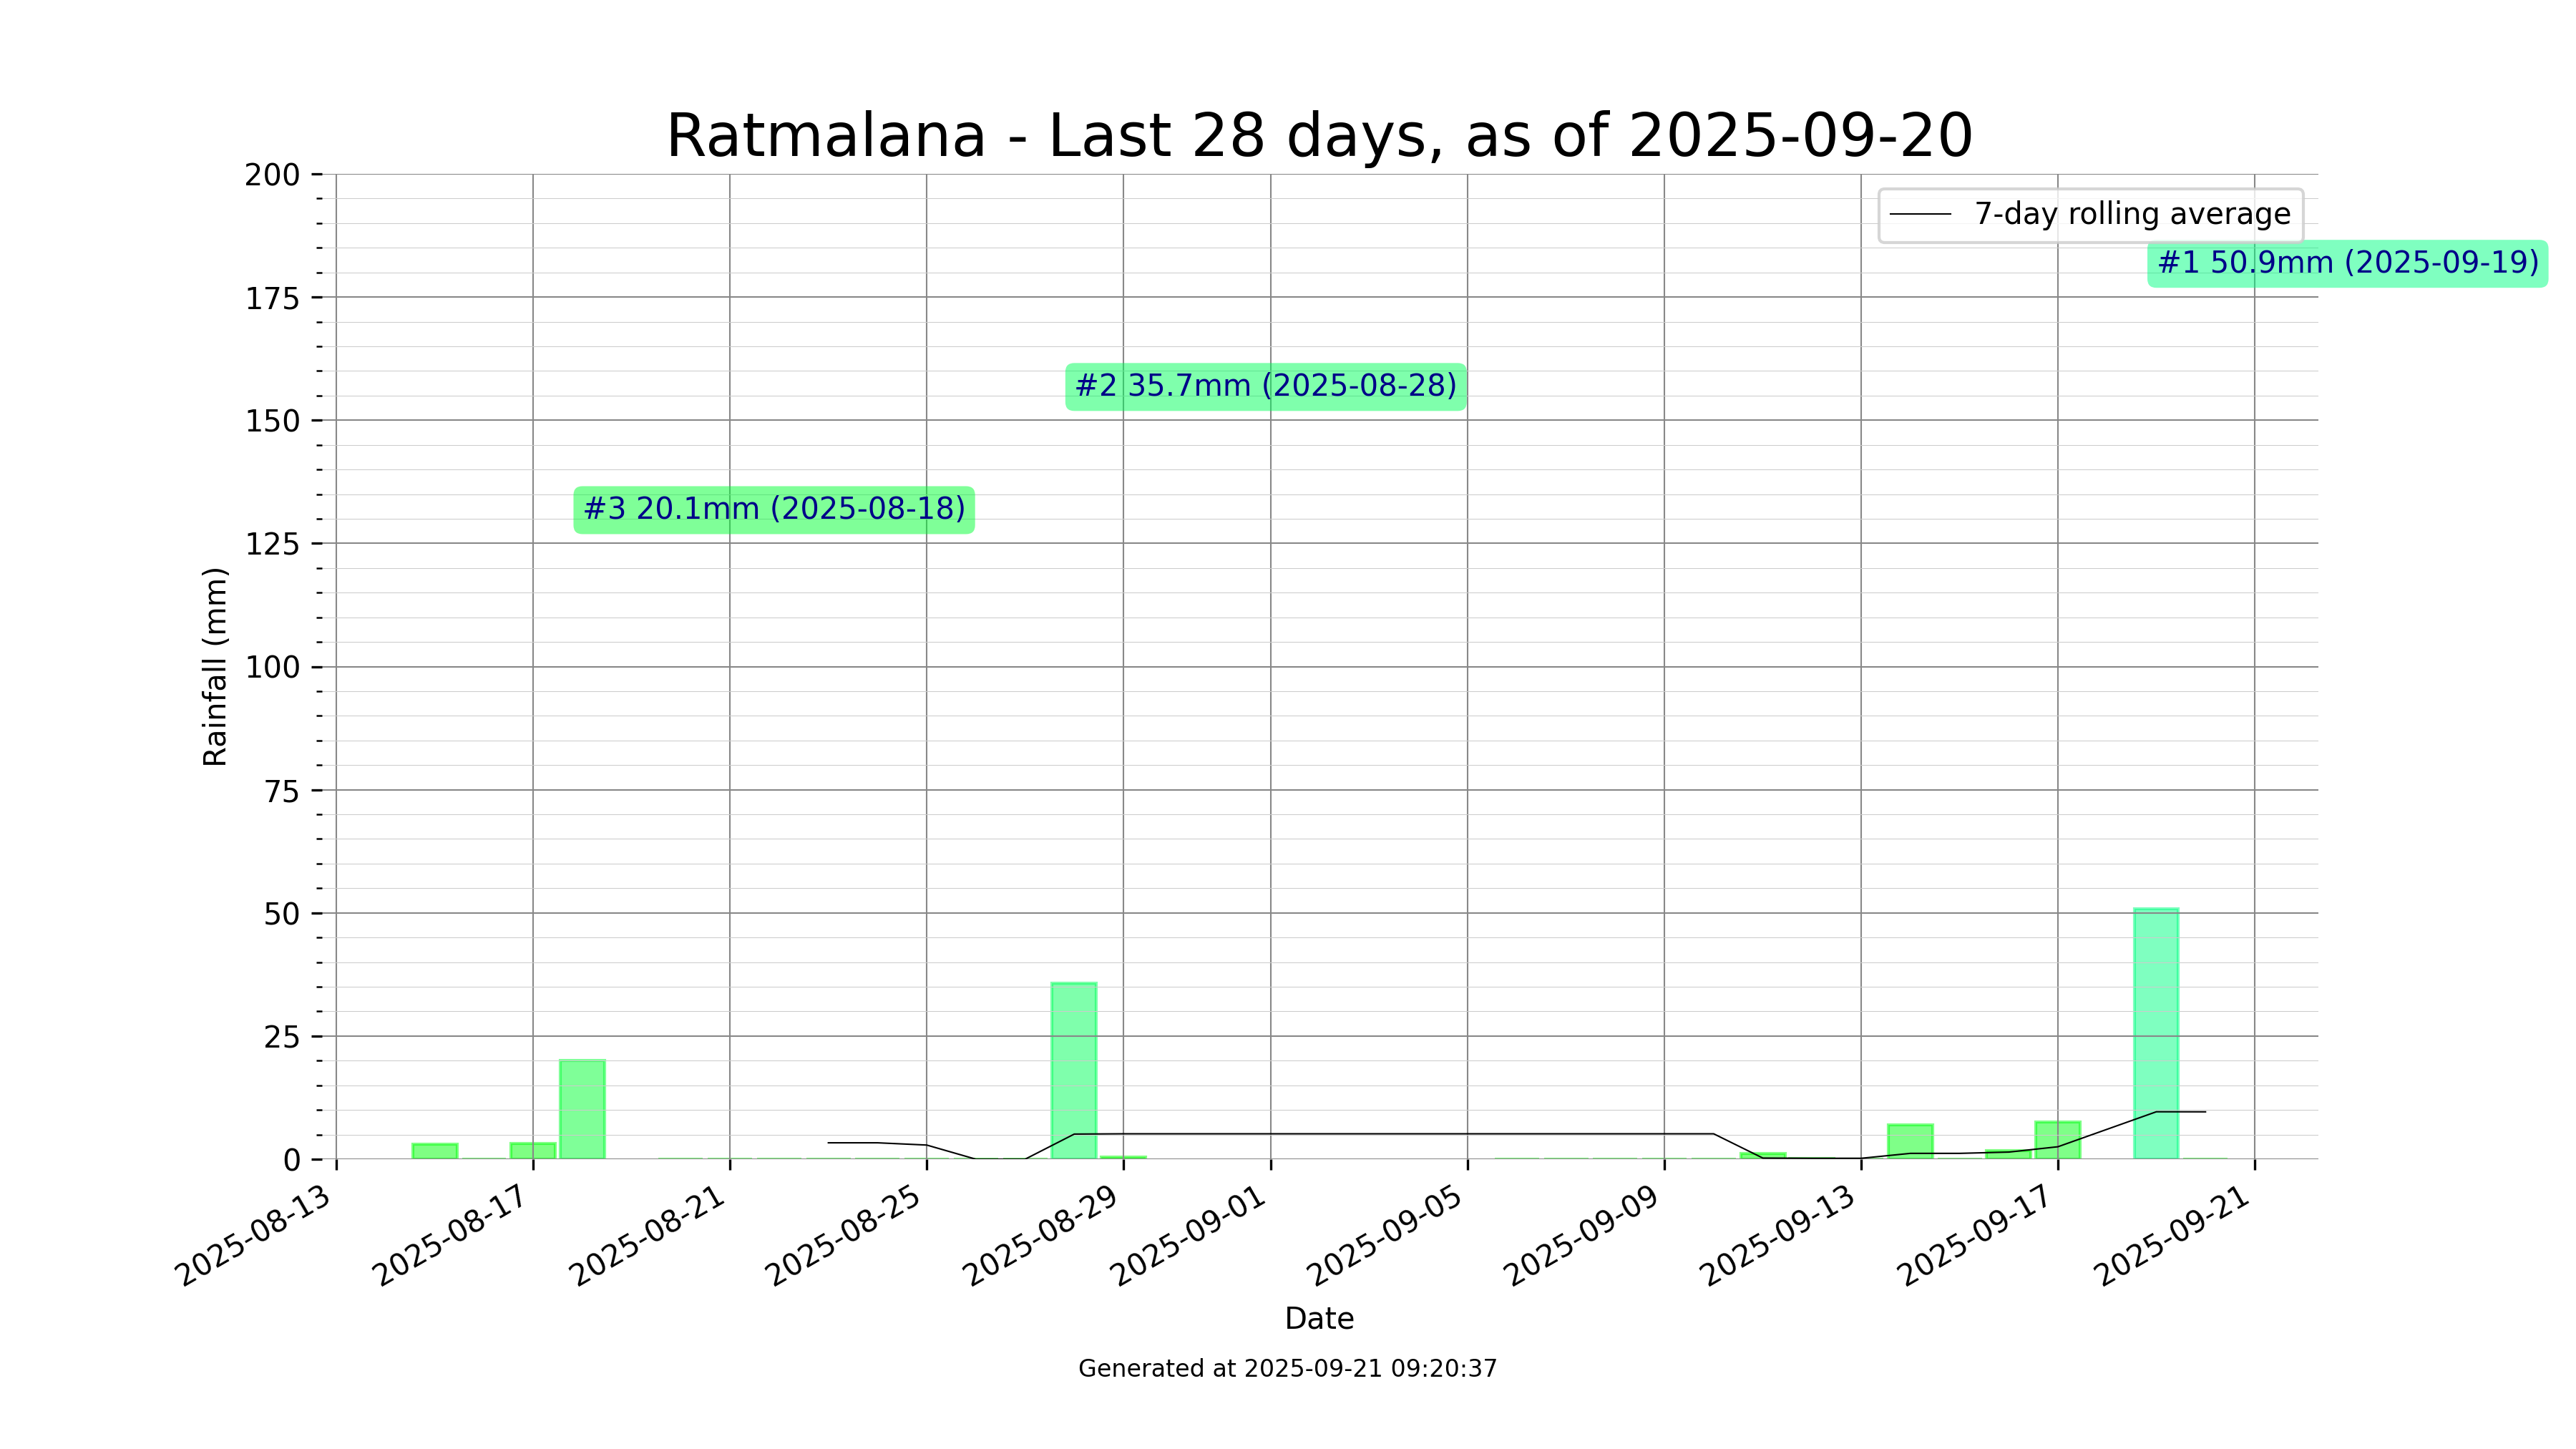 Ratmalana - Last 28 days, as of 2025-09-20
7-day rolling average
#1 50.9mm (2025-09-19)
#2 35.7mm (2025-08-28)
#3 20.1mm (2025-08-18)
Rainfall (mm)
200
175
150
125
100
75
50
25
0
2025-08-13
2025-08-17
2025-08-21
2025-08-25
2025-08-29
2025-09-01
2025-09-05
2025-09-09
2025-09-13
2025-09-17
2025-09-21
Date
Generated at 2025-09-21 09:20:37